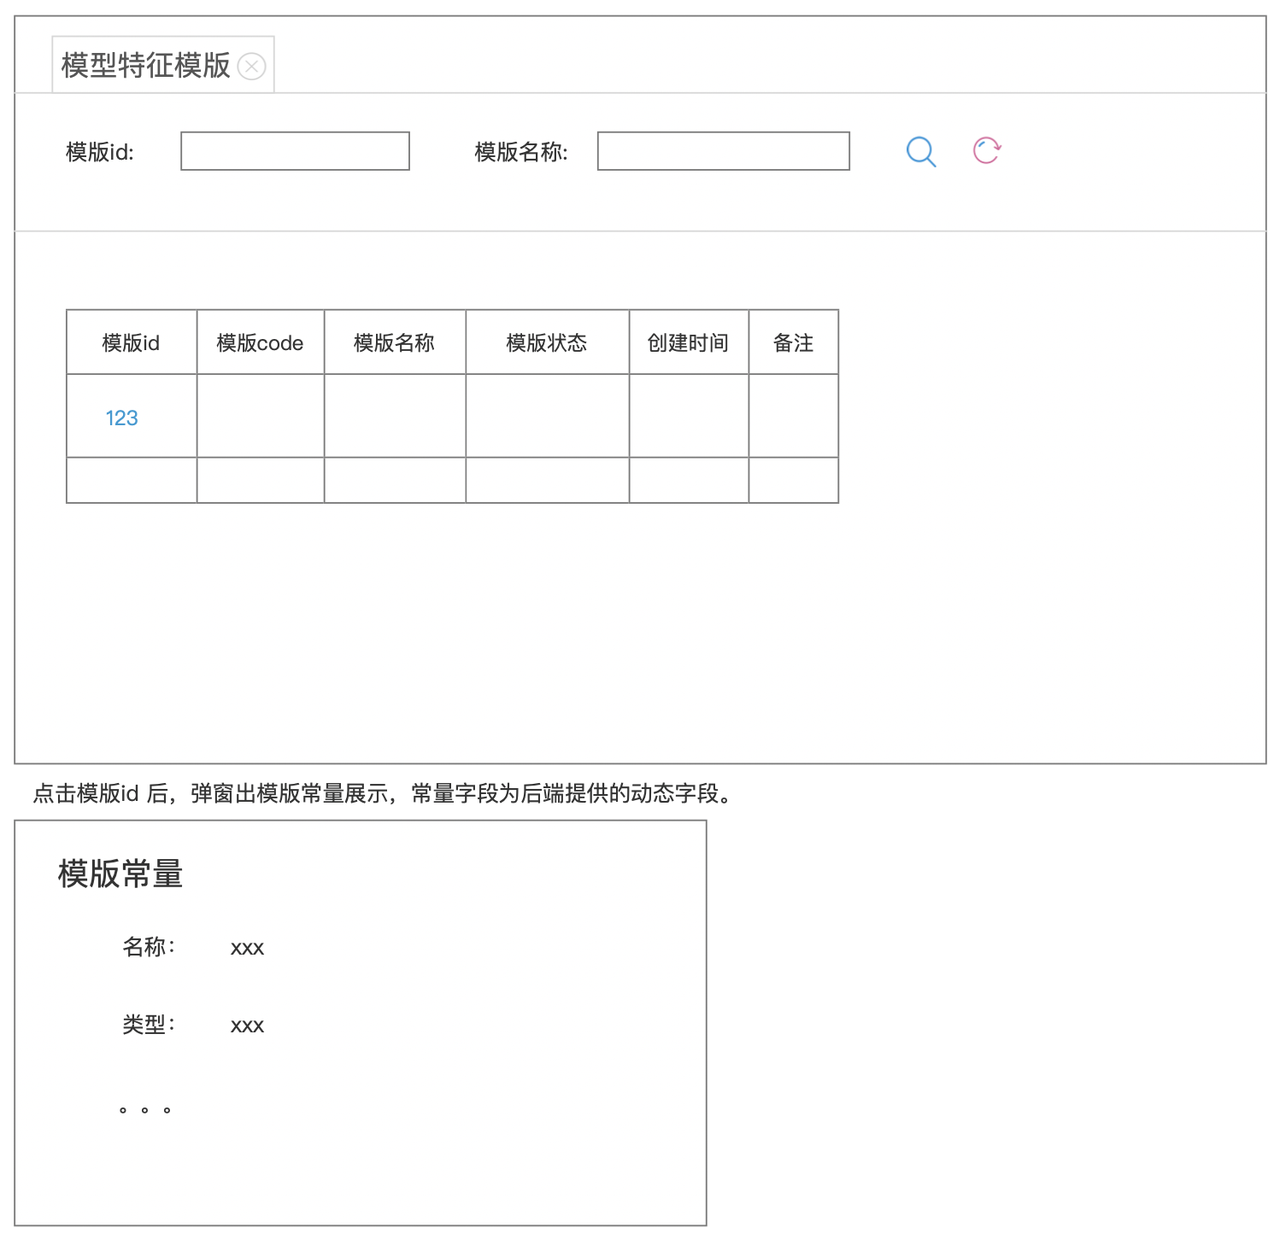 模型特征模版
模版id: 模版名称:
模版id 模版code 模版名称 模版状态 创建时间 备注
123
点击模版id 后，弹窗出模版常量展示，常量字段为后端提供的动态字段。
模版常量
名称： xxx
类型： xxx
。。。